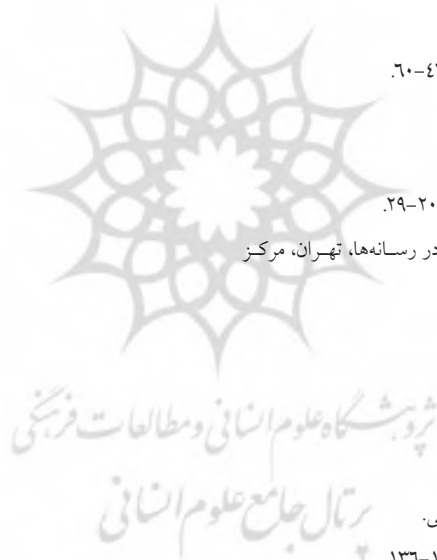 .٦٠-٤
.٢٩-٢٠
در رسانه‌ها، تهران، مرکز
پژوهشگاه علوم انسانی و مطالعات فرهنگی
پرتال جامع علوم انسانی
ی.
١٣٦-١